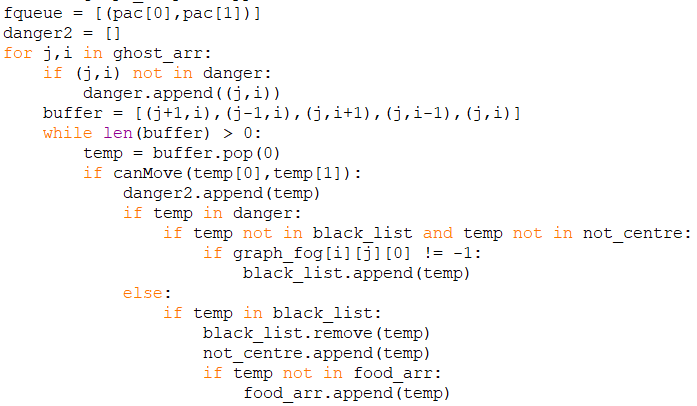 fqueue = [(pac[0],pac[1])]
danger2 = []
for j,i in ghost_arr:
    if (j,i) not in danger:
        danger.append((j,i))
    buffer = [(j+1,i),(j-1,i),(j,i+1),(j,i-1),(j,i)]
    while len(buffer) > 0:
        temp = buffer.pop(0)
        if canMove(temp[0],temp[1]):
            danger2.append(temp)
            if temp in danger:
                if temp not in black_list and temp not in not_centre:
                    if graph_fog[i][j][0] != -1:
                        black_list.append(temp)
            else:
                if temp in black_list:
                    black_list.remove(temp)
                    not_centre.append(temp)
                    if temp not in food_arr:
                        food_arr.append(temp)